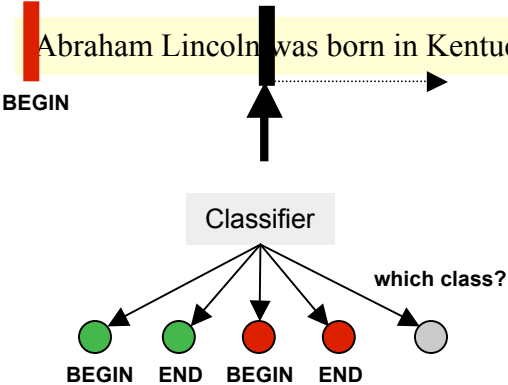 Abraham Lincoln was born in Kentuc
BEGIN
Classifier
which class?
BEGIN END BEGIN END